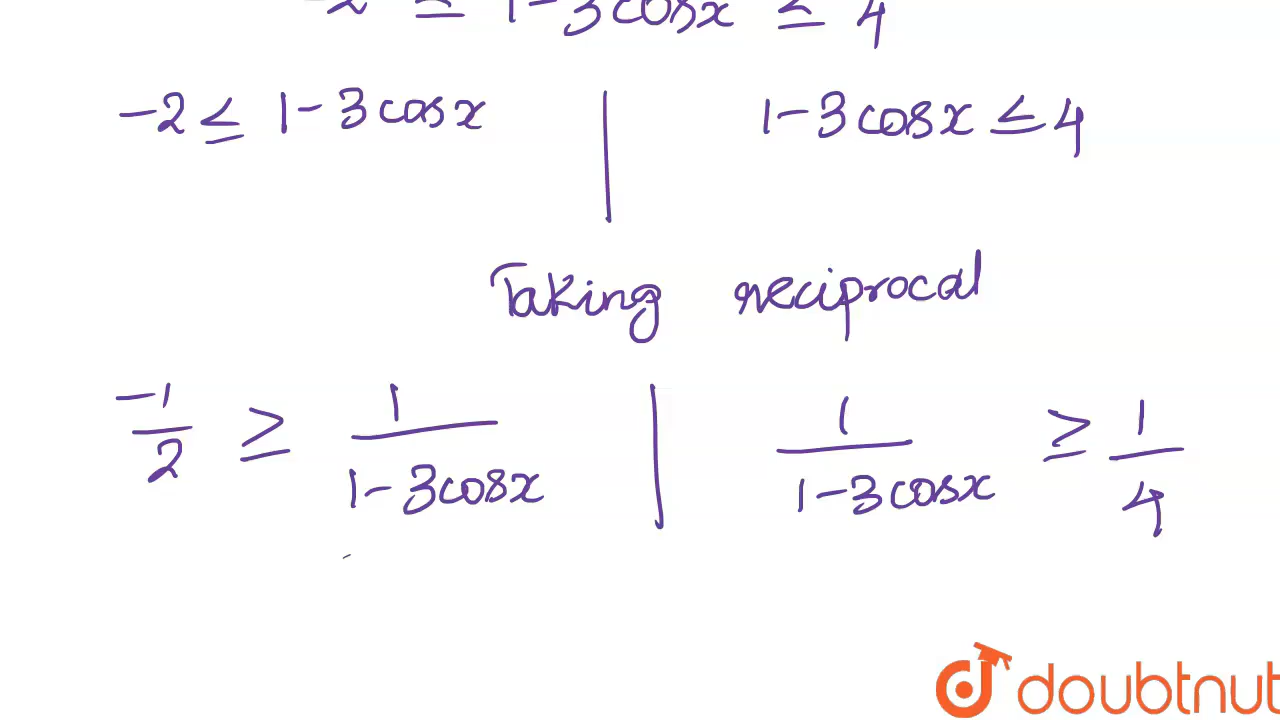 -2 ≤ 1-3cosx ≤ 4
-2 ≤ 1-3cosx | 1-3cosx ≤ 4
Taking reciprocal
-1/2 ≥ 1/(1-3cosx) | 1/(1-3cosx) ≥ 1/4
doubtnut